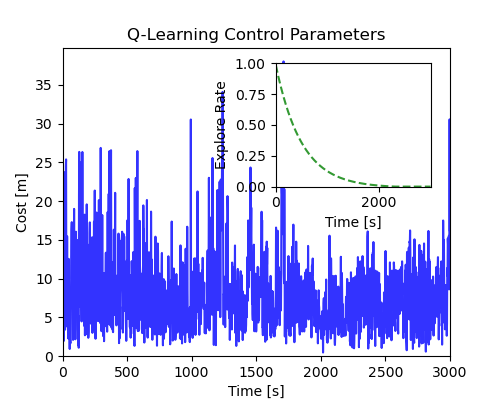 Q-Learning Control Parameters
Cost [m]
35
30
25
20
15
10
5
0
0 500 1000 1500 2000 2500 3000
Time [s]
Explore Rate
1.00
0.75
0.50
0.25
0.00
0 2000
Time [s]